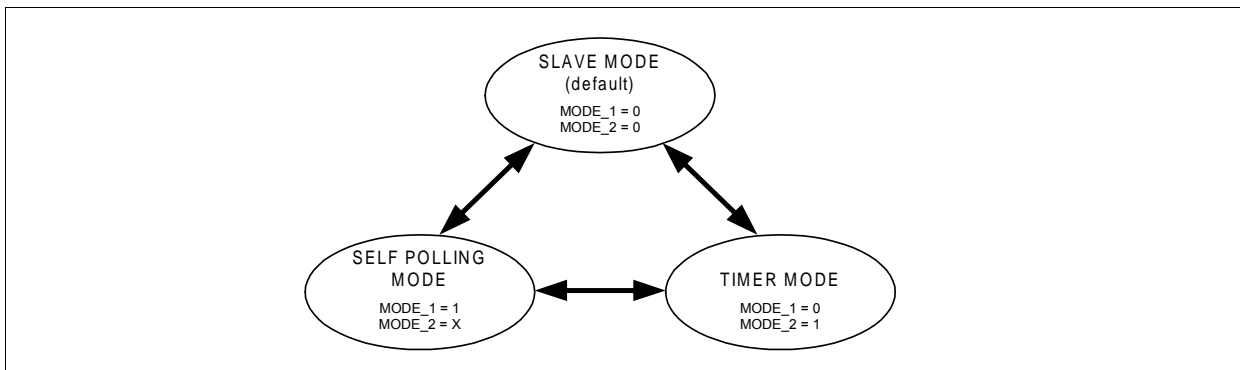 SLAVE MODE
(default)
MODE_1 = 0
MODE_2 = 0
SELF POLLING
MODE
MODE_1 = 1
MODE_2 = X
TIMER MODE
MODE_1 = 0
MODE_2 = 1